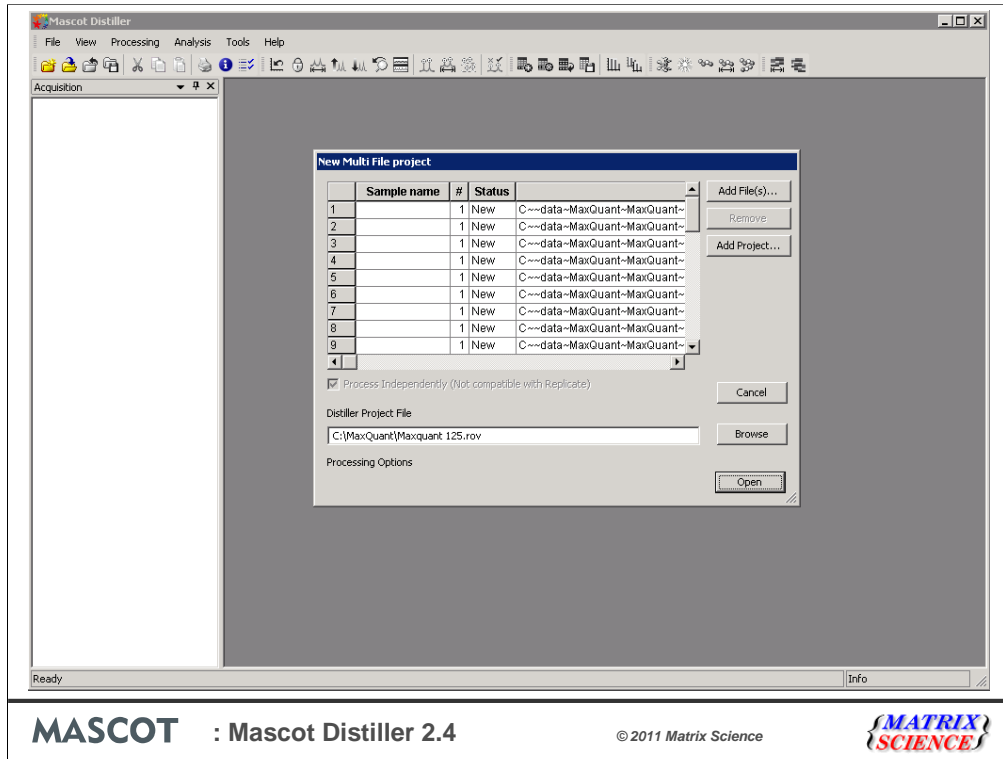 Mascot Distiller
File View Processing Analysis Tools Help
Acquisition
New Multi File project
Sample name # Status
1 1 New C~~data~MaxQuant~MaxQuant~
2 1 New C~~data~MaxQuant~MaxQuant~
3 1 New C~~data~MaxQuant~MaxQuant~
4 1 New C~~data~MaxQuant~MaxQuant~
5 1 New C~~data~MaxQuant~MaxQuant~
6 1 New C~~data~MaxQuant~MaxQuant~
7 1 New C~~data~MaxQuant~MaxQuant~
8 1 New C~~data~MaxQuant~MaxQuant~
9 1 New C~~data~MaxQuant~MaxQuant~
Add File(s)...
Remove
Add Project...
Process Independently (Not compatible with Replicate)
Cancel
Distiller Project File
C:\MaxQuant\Maxquant 125.rov
Browse
Processing Options
Open
Ready Info
MASCOT : Mascot Distiller 2.4 © 2011 Matrix Science
{MATRIX}
{SCIENCE}